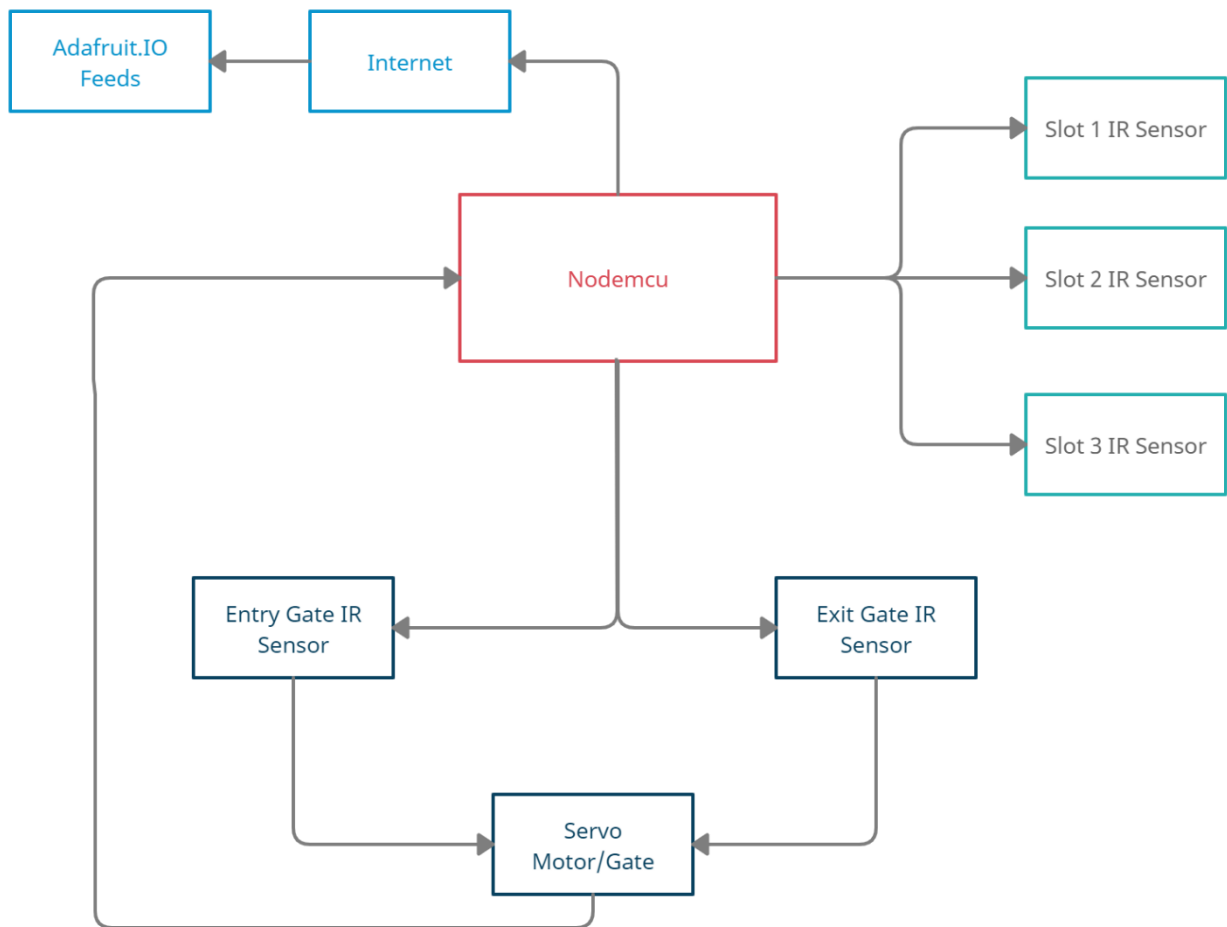 Adafruit.IO
Feeds
Internet
Slot 1 IR Sensor
Nodemcu
Slot 2 IR Sensor
Slot 3 IR Sensor
Entry Gate IR
Sensor
Exit Gate IR
Sensor
Servo
Motor/Gate